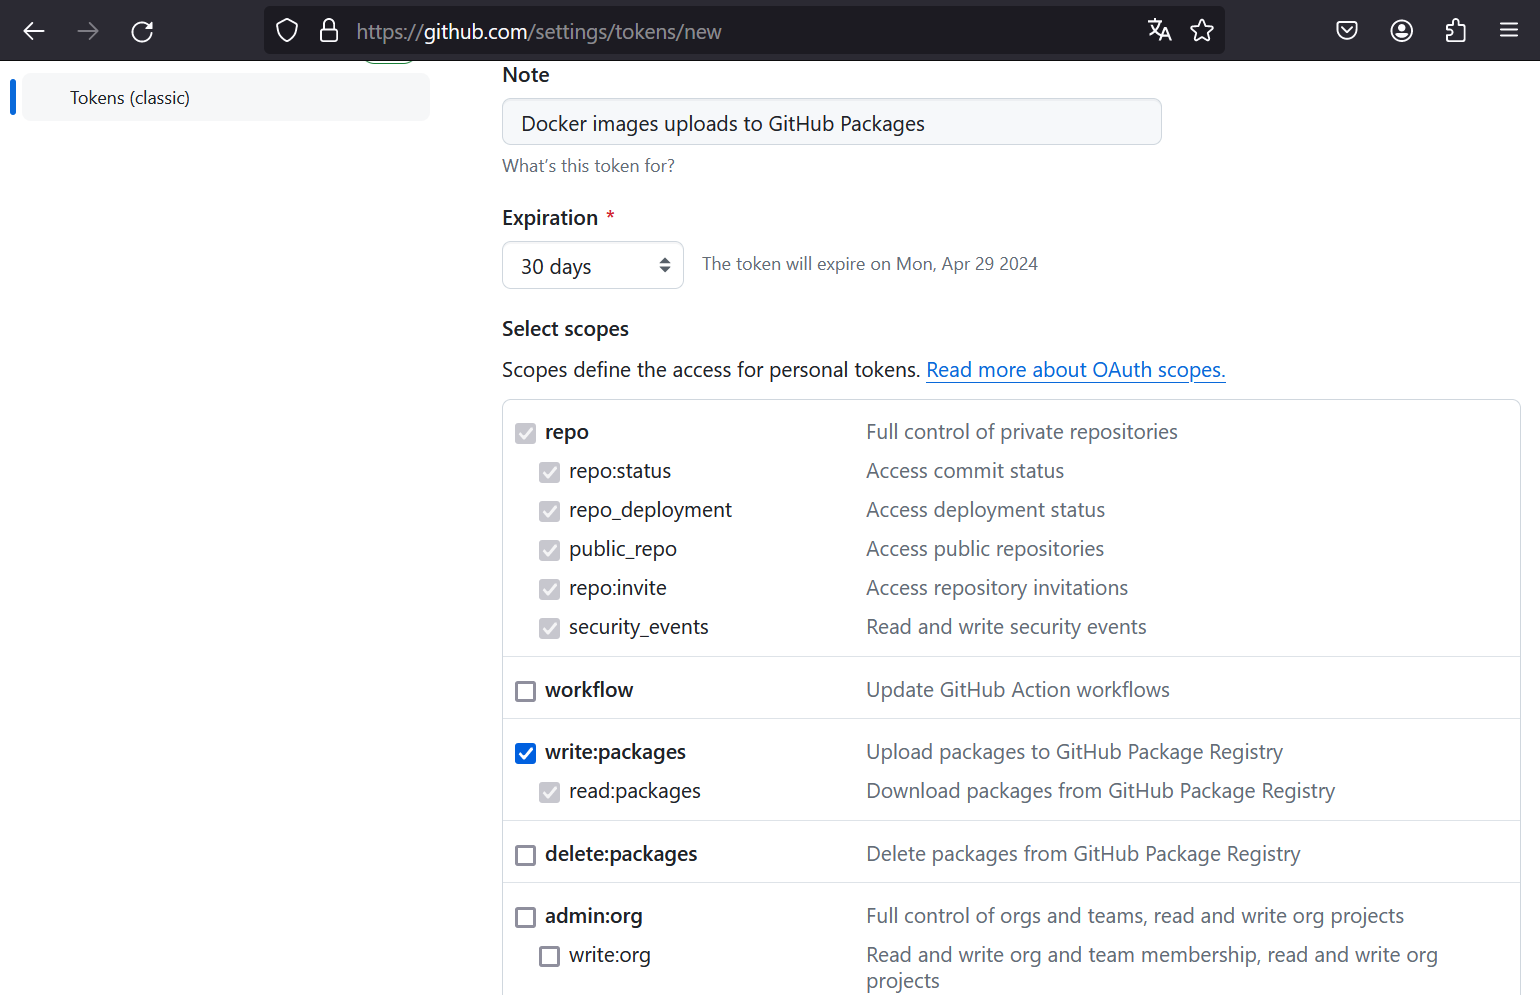 https://github.com/settings/tokens/new
Tokens (classic)
Note
Docker images uploads to GitHub Packages
What's this token for?
Expiration *
30 days
The token will expire on Mon, Apr 29 2024
Select scopes
Scopes define the access for personal tokens. Read more about OAuth scopes.
repo Full control of private repositories
repo:status Access commit status
repo_deployment Access deployment status
public_repo Access public repositories
repo:invite Access repository invitations
security_events Read and write security events
workflow Update GitHub Action workflows
write:packages Upload packages to GitHub Package Registry
read:packages Download packages from GitHub Package Registry
delete:packages Delete packages from GitHub Package Registry
admin:org Full control of orgs and teams, read and write org projects
write:org Read and write org and team membership, read and write org
projects